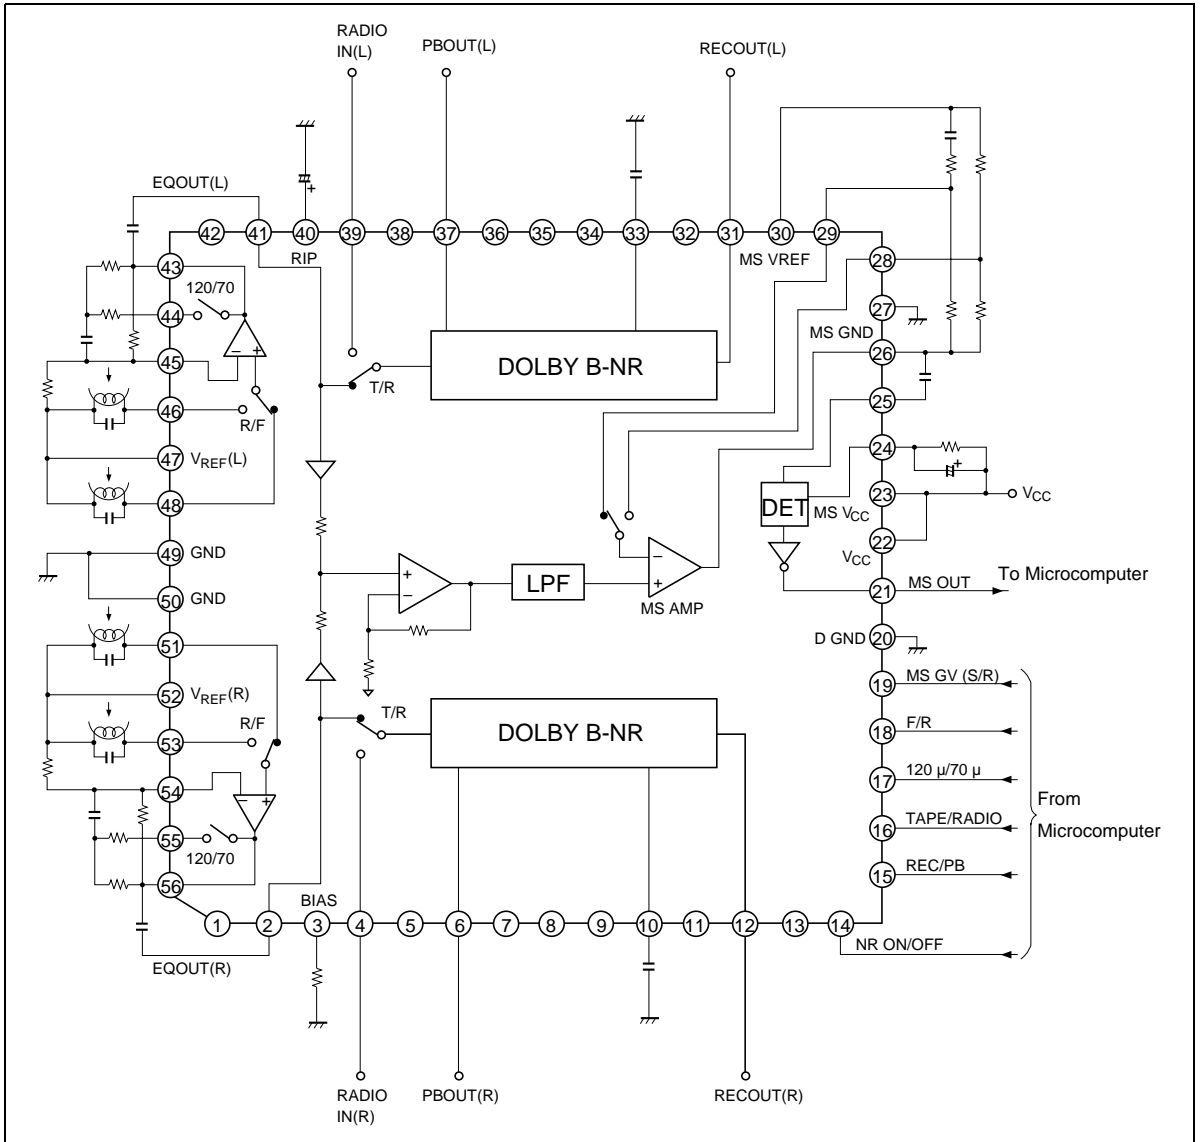 RADIO
IN(L)
PBOUT(L)
RECOUT(L)
EQOUT(L)
+
42
41
40
39
38
37
36
35
34
33
32
31
30
29
RIP
MS VREF
43
120/70
44
45
− +
46
R/F
47
VREF(L)
48
49
GND
50
GND
51
52
VREF(R)
R/F
53
54
− +
55
120/70
56
T/R
DOLBY B-NR
28
27
MS GND
26
25
24
+
23
VCC
DET
MS VCC
22
VCC
21
MS OUT
To Microcomputer
+
−
LPF
−
+
MS AMP
D GND
20
19
MS GV (S/R)
18
F/R
17
120 μ/70 μ
16
TAPE/RADIO
15
REC/PB
From
Microcomputer
T/R
DOLBY B-NR
BIAS
1
2
3
4
5
6
7
8
9
10
11
12
13
14
NR ON/OFF
EQOUT(R)
RADIO
IN(R)
PBOUT(R)
RECOUT(R)